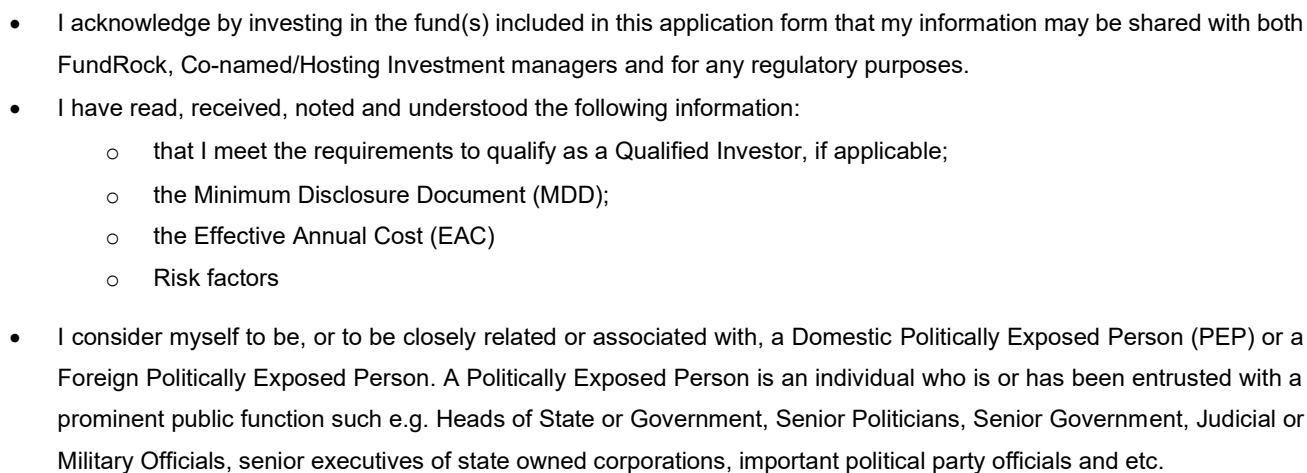 • I acknowledge by investing in the fund(s) included in this application form that my information may be shared with both
FundRock, Co-named/Hosting Investment managers and for any regulatory purposes.
• I have read, received, noted and understood the following information:
o that I meet the requirements to qualify as a Qualified Investor, if applicable;
o the Minimum Disclosure Document (MDD);
o the Effective Annual Cost (EAC)
o Risk factors
• I consider myself to be, or to be closely related or associated with, a Domestic Politically Exposed Person (PEP) or a
Foreign Politically Exposed Person. A Politically Exposed Person is an individual who is or has been entrusted with a
prominent public function such e.g. Heads of State or Government, Senior Politicians, Senior Government, Judicial or
Military Officials, senior executives of state owned corporations, important political party officials and etc.